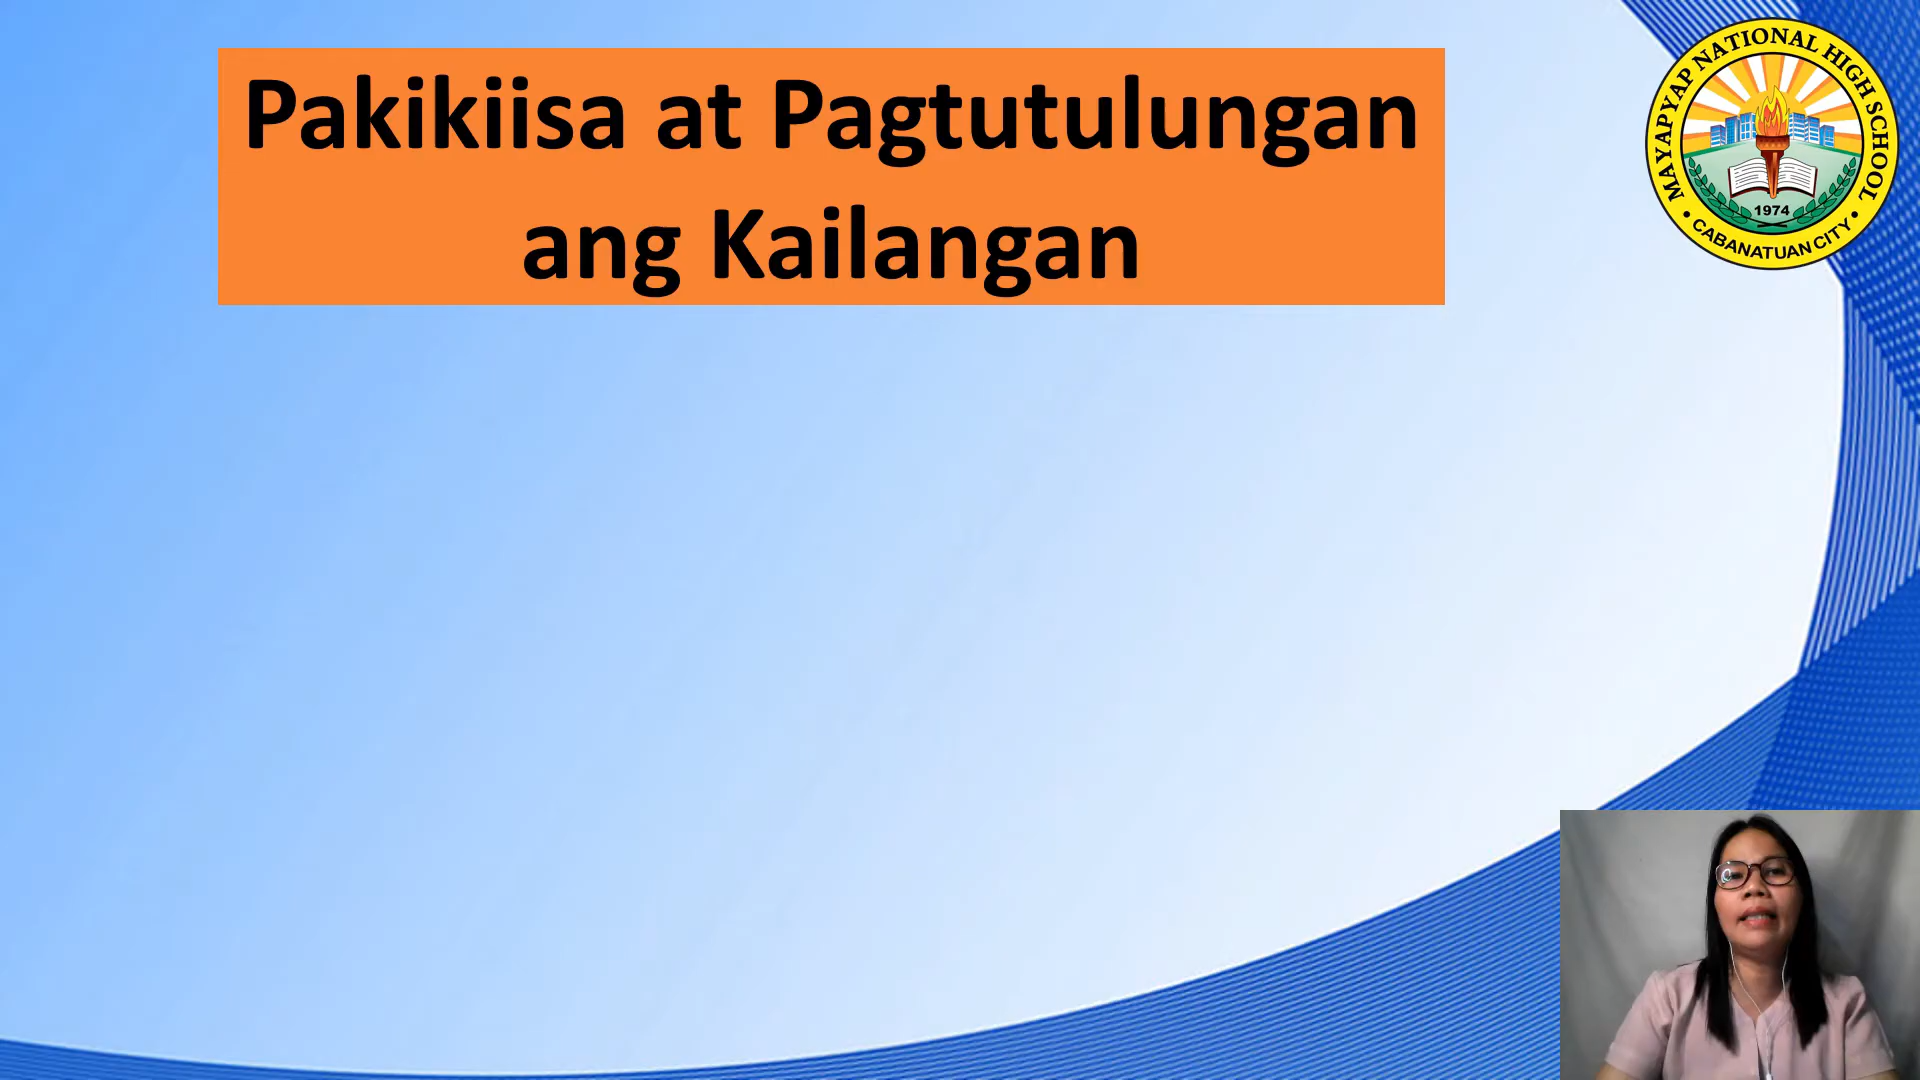 Pakikiisa at Pagtutulungan
ang Kailangan
MAYAPYAP NATIONAL HIGH SCHOOL
1974
• CABANATUAN CITY •